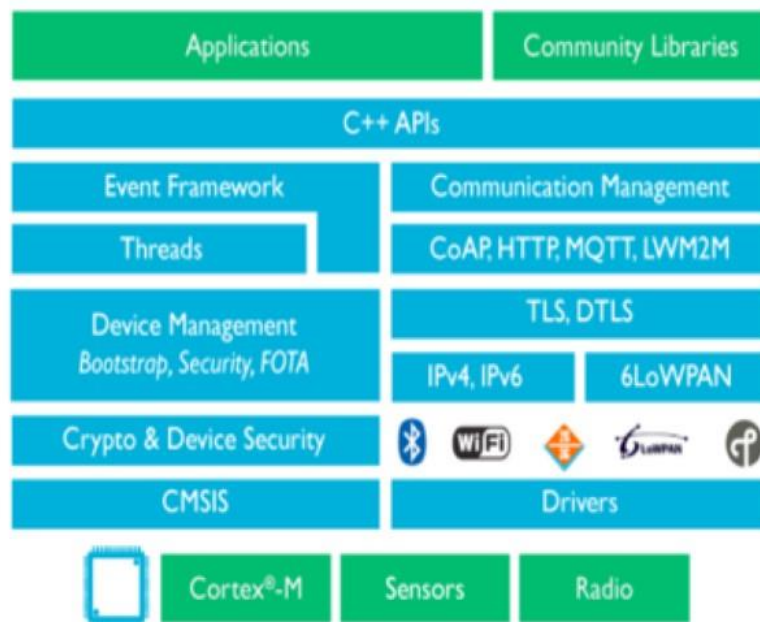 Applications
Community Libraries
C++ APIs
Event Framework
Communication Management
Threads
CoAP, HTTP, MQTT, LWM2M
Device Management
Bootstrap, Security, FOTA
TLS, DTLS
IPv4, IPv6
6LoWPAN
Crypto & Device Security
WiFi
6LoWPAN
CMSIS
Drivers
Cortex®-M
Sensors
Radio